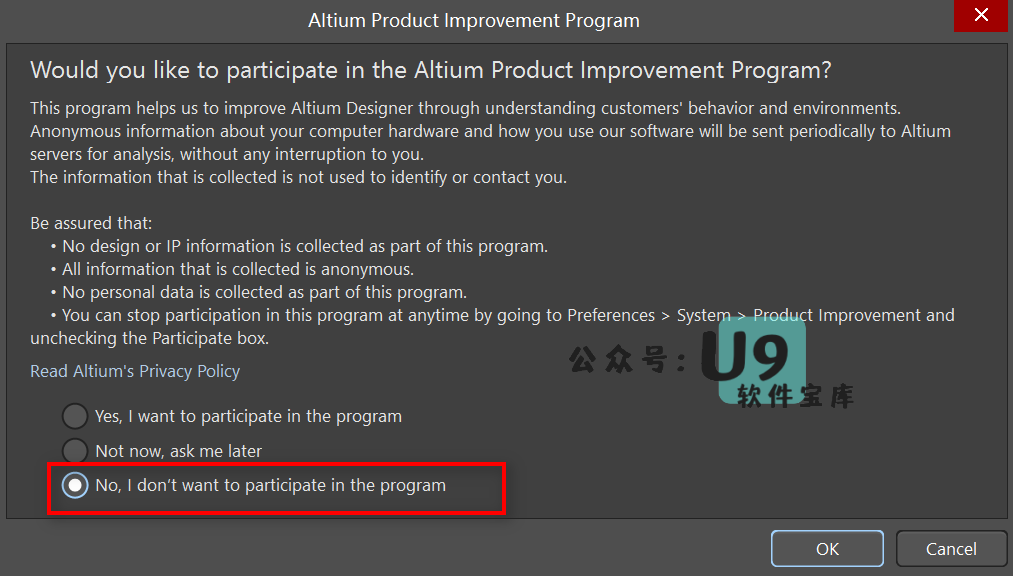 Altium Product Improvement Program
Would you like to participate in the Altium Product Improvement Program?
This program helps us to improve Altium Designer through understanding customers' behavior and environments.
Anonymous information about your computer hardware and how you use our software will be sent periodically to Altium
servers for analysis, without any interruption to you.
The information that is collected is not used to identify or contact you.
Be assured that:
• No design or IP information is collected as part of this program.
• All information that is collected is anonymous.
• No personal data is collected as part of this program.
• You can stop participation in this program at anytime by going to Preferences > System > Product Improvement and
unchecking the Participate box.
公众号: U9
软件宝库
Read Altium's Privacy Policy
Yes, I want to participate in the program
Not now, ask me later
No, I don’t want to participate in the program
OK Cancel